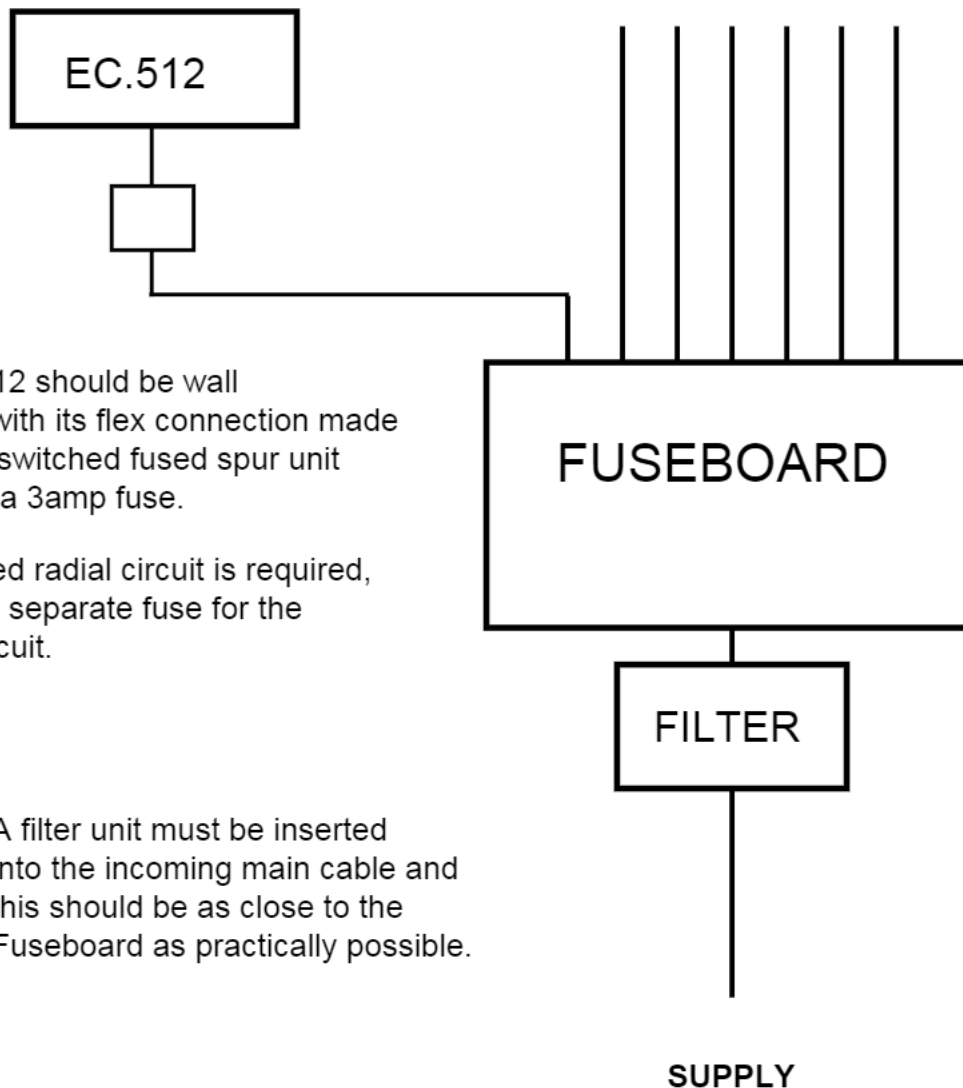 EC.512
12 should be wall
with its flex connection made
switched fused spur unit
a 3amp fuse.
ed radial circuit is required,
separate fuse for the
cuit.
FUSEBOARD
FILTER
A filter unit must be inserted
nto the incoming main cable and
his should be as close to the
Fuseboard as practically possible.
SUPPLY